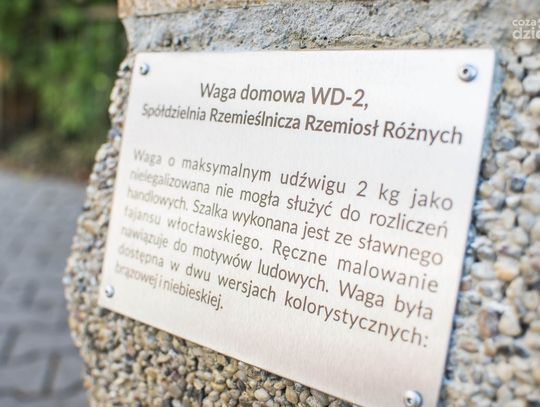 coza
dzień
Waga domowa WD-2,
Spółdzielnia Rzemieślnicza Rzemiosł Różnych
Waga o maksymalnym udźwigu 2 kg jako
nielegalizowana nie mogła służyć do rozliczeń
handlowych. Szalka wykonana jest ze sławnego
fajansu włocławskiego. Ręczne malowanie
nawiązuje do motywów ludowych. Waga była
dostępna w dwu wersjach kolorystycznych:
brązowej i niebieskiej.